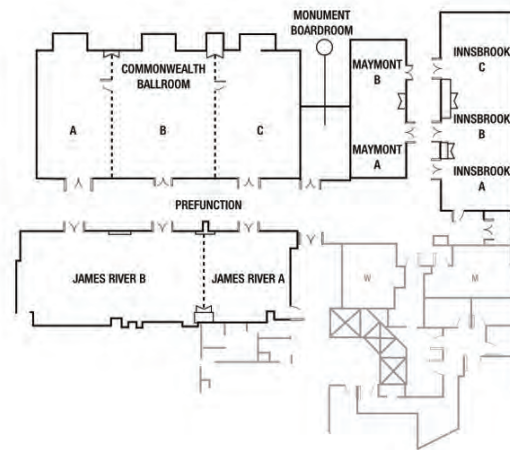 MONUMENT
BOARDROOM
COMMONWEALTH
BALLROOM
A
B
C
MAYMONT
B
MAYMONT
A
INNSBROOK
C
INNSBROOK
B
INNSBROOK
A
PREFUNCTION
JAMES RIVER B
JAMES RIVER A
W
M